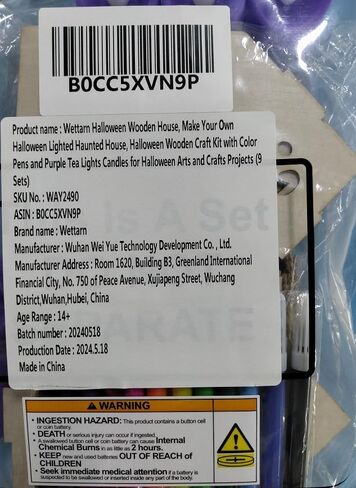 B0CC5XVN9P
Product name : Wettarn Halloween Wooden House, Make Your Own
Halloween Lighted Haunted House, Halloween Wooden Craft Kit with Color
Pens and Purple Tea Lights Candles for Halloween Arts and Crafts Projects (9
Sets)
SKU No. : WAY2490
ASIN : B0CC5XVN9P
Brand name : Wettarn
Manufacturer : Wuhan Wei Yue Technology Development Co. , Ltd.
Manufacturer Address : Room 1620, Building B3, Greenland International
Financial City, No. 750 of Peace Avenue, Xujiapeng Street, Wuchang
District,Wuhan,Hubei, China
Age Range : 14+
Batch number : 20240518
Production Date : 2024.5.18
Made in China
is A Set
WARNING
• INGESTION HAZARD: This product contains a button cell
or coin battery.
• DEATH or serious injury can occur if ingested.
• A swallowed button cell or coin battery can cause Internal
Chemical Burns in as little as 2 hours.
• KEEP new and used batteries OUT OF REACH of
CHILDREN
• Seek immediate medical attention if a battery is
suspected to be swallowed or inserted inside any part of the body.